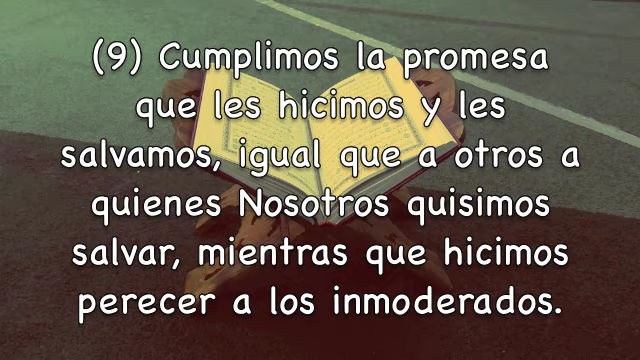 (9) Cumplimos la promesa
que les hicimos y les
salvamos, igual que a otros a
quienes Nosotros quisimos
salvar, mientras que hicimos
perecer a los inmoderados.